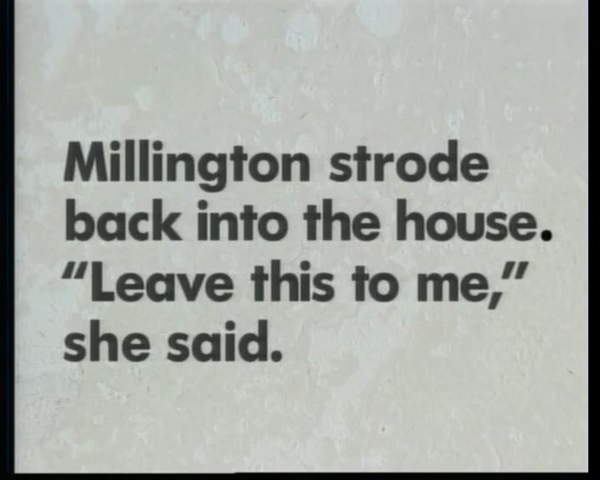 Millington strode
back into the house.
“Leave this to me,”
she said.